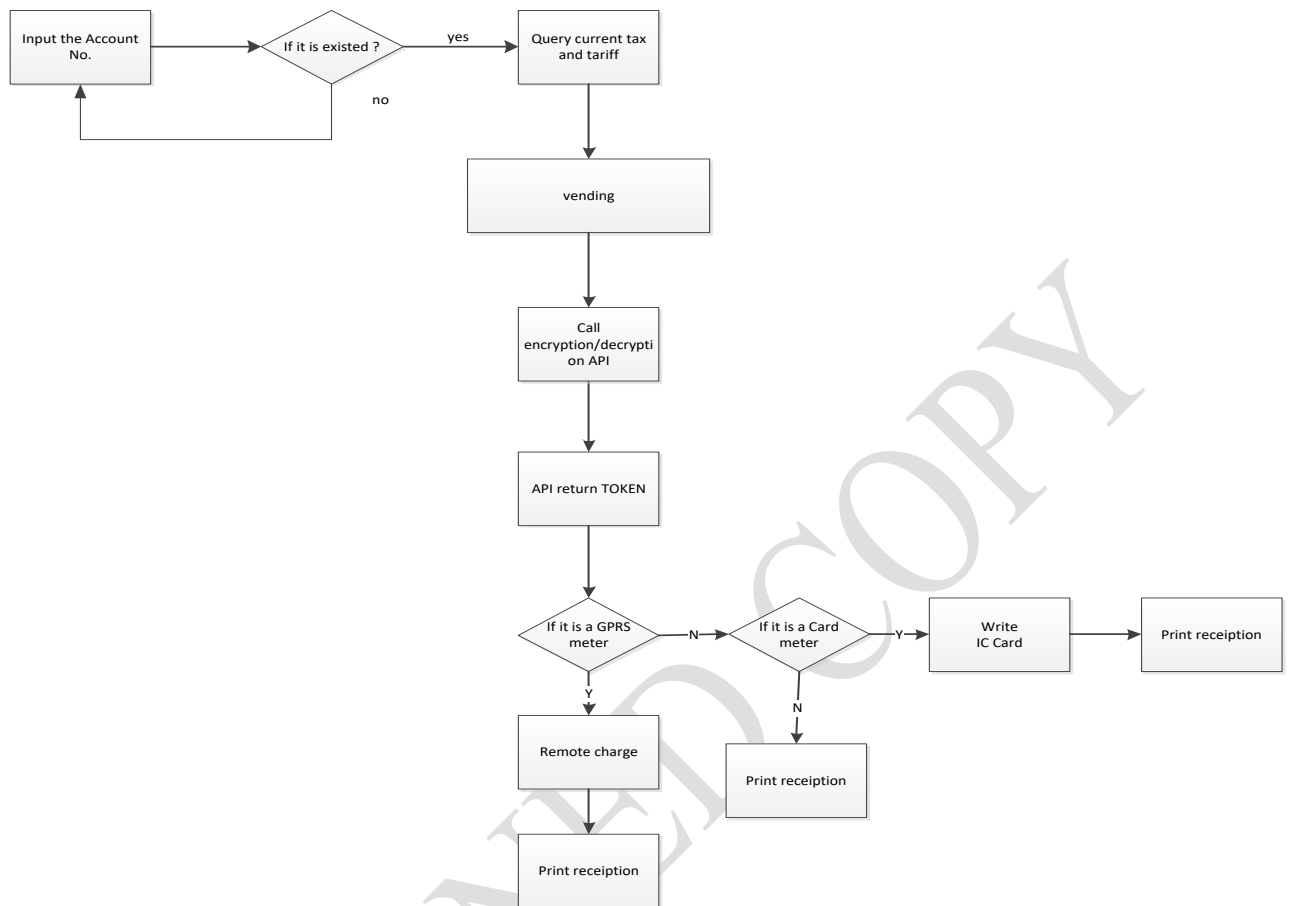 Input the Account
No.
If it is existed ?
yes
Query current tax
and tariff
no
vending
Call
encryption/decrypti
on API
API return TOKEN
If it is a GPRS
meter
N
If it is a Card
meter
Y
Write
IC Card
Print receiption
Y
N
Remote charge
Print receiption
Print receiption
NED COPY